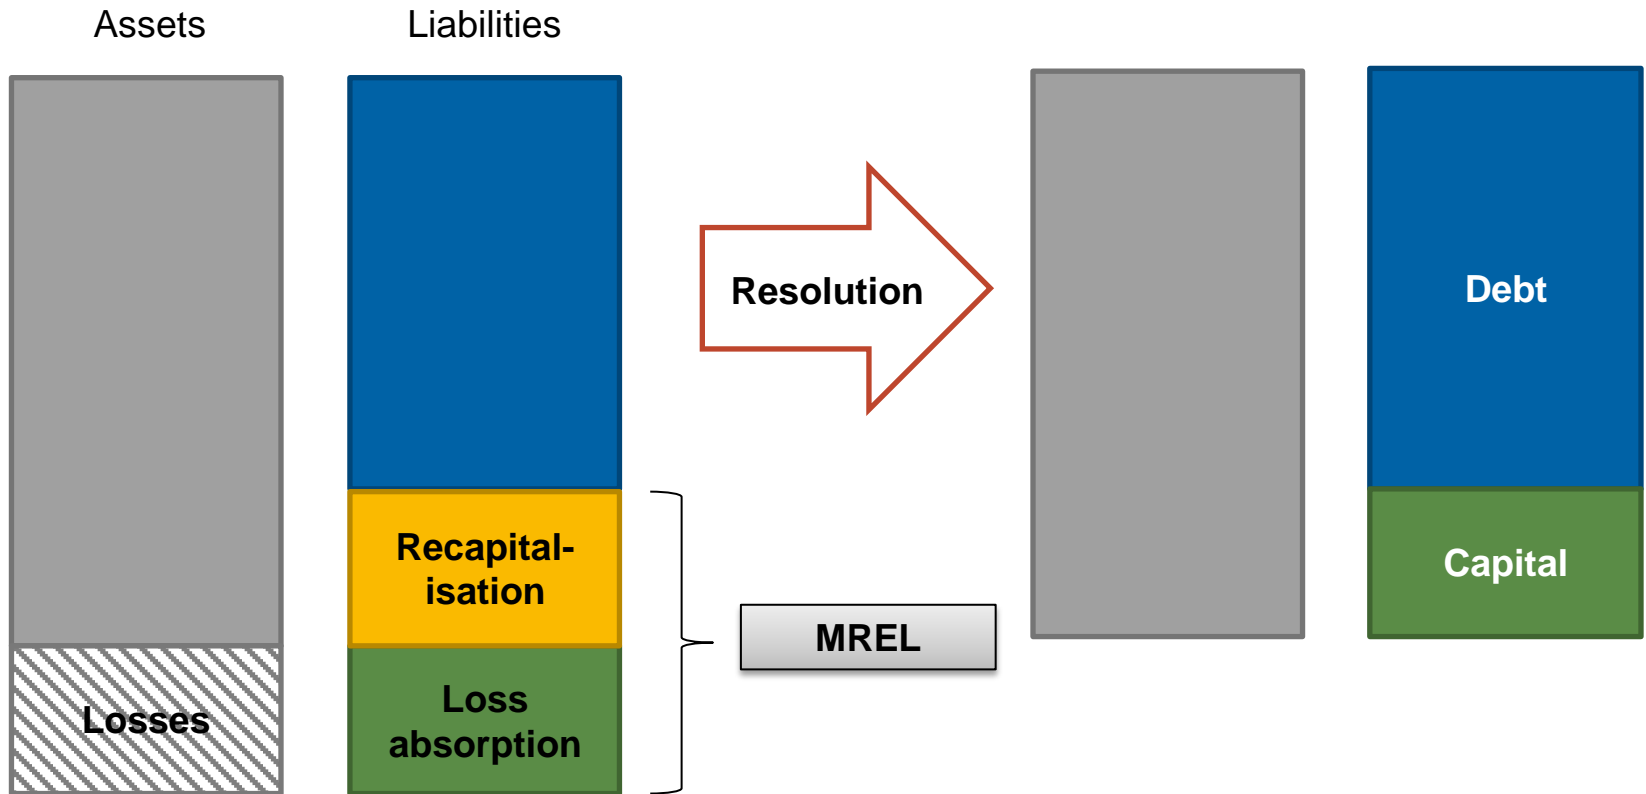 Assets
Liabilities
Recapital-
isation
Loss
absorption
Losses
MREL
Resolution
Debt
Capital